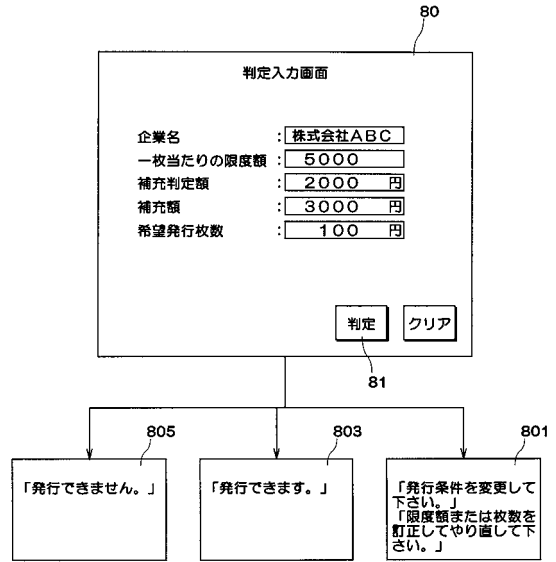 80
判定入力画面
企業名 : 株式会社ABC
一枚当たりの限度額 : 5000
補充判定額 : 2000 円
補充額 : 3000 円
希望発行枚数 : 100 円
判定 クリア
81
805 803 801
「発行できません。」
「発行できます。」
「発行条件を変更して
下さい。」
「限度額または枚数を
訂正してやり直して下
さい。」